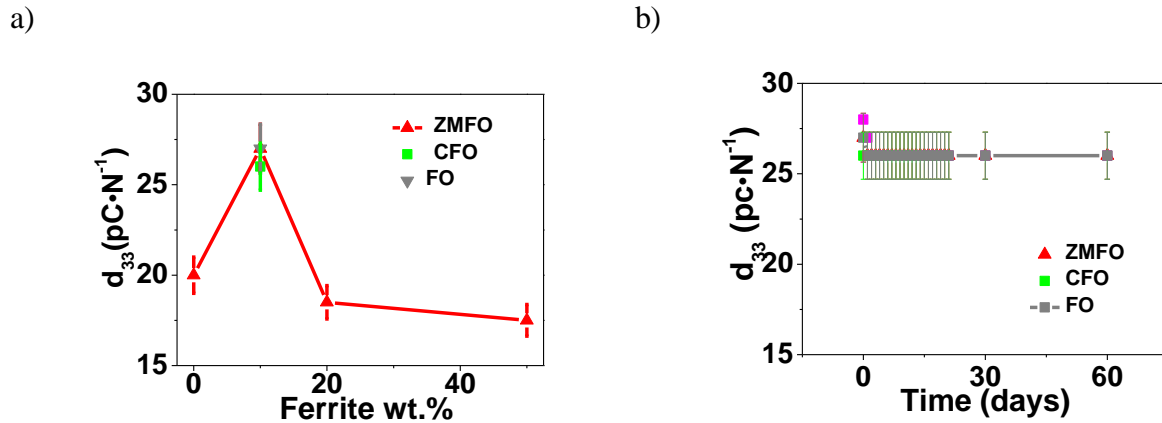 a)
d33(pC·N-1)
30
25
20
15
0
20
40
Ferrite wt.%
ZMFO
CFO
FO
b)
d33 (pc·N-1)
30
25
20
15
0
30
60
Time (days)
ZMFO
CFO
FO